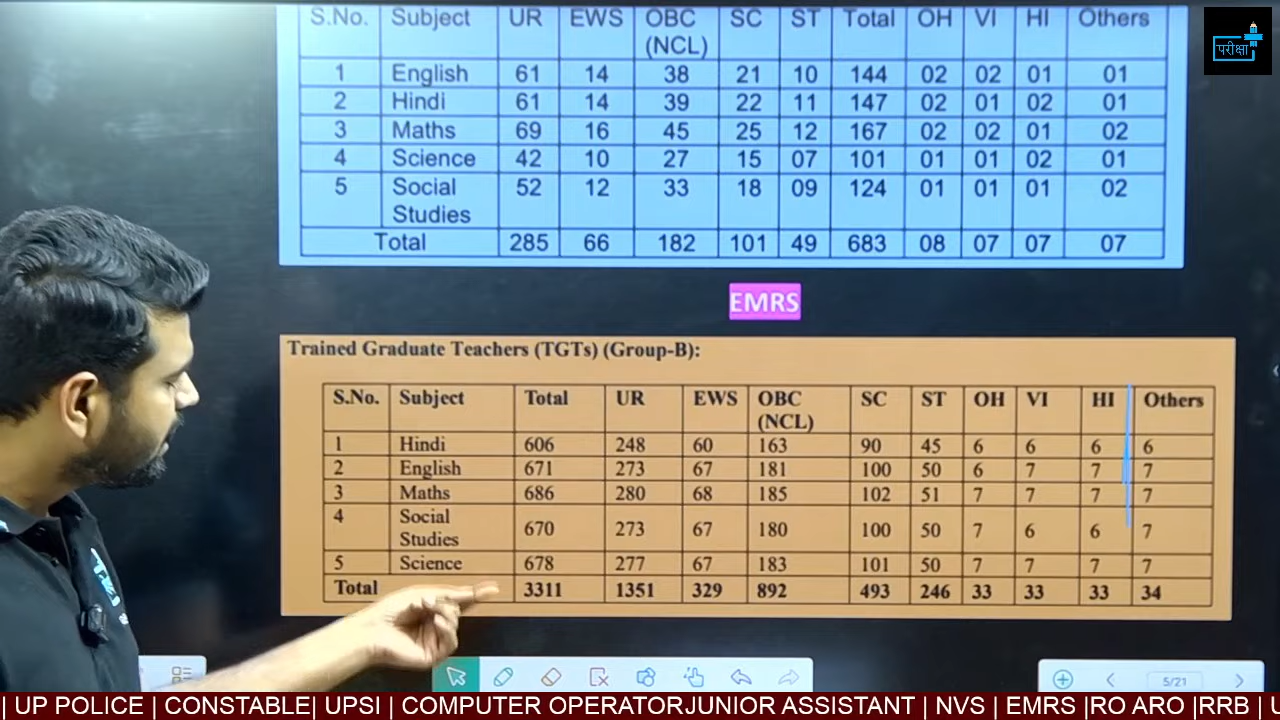 S.No. Subject UR EWS OBC (NCL) SC ST Total OH VI HI Others
1 English 61 14 38 21 10 144 02 02 01 01
2 Hindi 61 14 39 22 11 147 02 01 02 01
3 Maths 69 16 45 25 12 167 02 02 01 02
4 Science 42 10 27 15 07 101 01 01 02 01
5 Social Studies 52 12 33 18 09 124 01 01 01 02
Total 285 66 182 101 49 683 08 07 07 07
परीक्षा
EMRS
Trained Graduate Teachers (TGTs) (Group-B):
S.No. Subject Total UR EWS OBC (NCL) SC ST OH VI HI Others
1 Hindi 606 248 60 163 90 45 6 6 6 6
2 English 671 273 67 181 100 50 6 7 7 7
3 Maths 686 280 68 185 102 51 7 7 7 7
4 Social Studies 670 273 67 180 100 50 7 6 6 7
5 Science 678 277 67 183 101 50 7 7 7 7
Total 3311 1351 329 892 493 246 33 33 33 34
5/21
| UP POLICE | CONSTABLE| UPSI | COMPUTER OPERATORJUNIOR ASSISTANT | NVS | EMRS |RO ARO |RRB | U